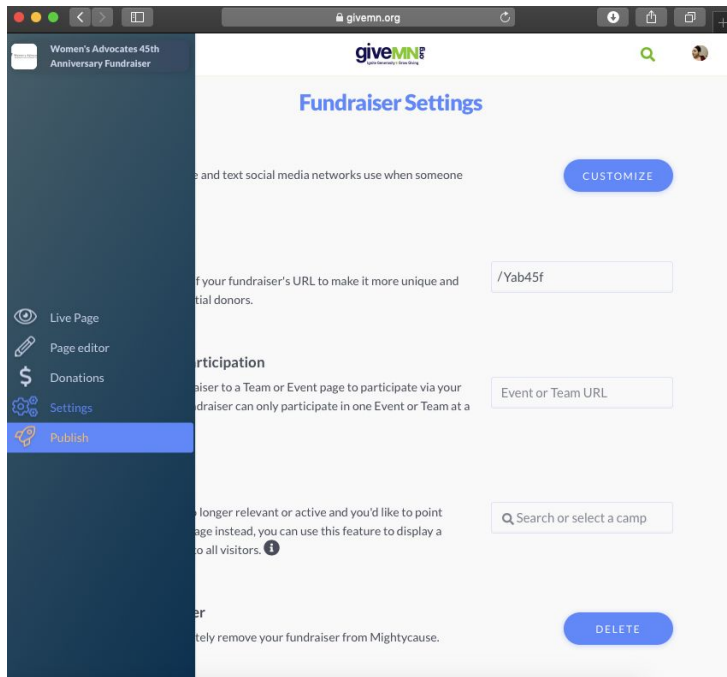 givemn.org
Women's Advocates 45th
Anniversary Fundraiser
giveMN.org
Fundraiser Settings
e and text social media networks use when someone
CUSTOMIZE
f your fundraiser's URL to make it more unique and
tial donors.
/Yab45f
Live Page
Page editor
Donations
Settings
Publish
rticipation
aiser to a Team or Event page to participate via your
draiser can only participate in one Event or Team at a
Event or Team URL
longer relevant or active and you'd like to point
age instead, you can use this feature to display a
o all visitors.
Search or select a camp
er
tely remove your fundraiser from Mightycause.
DELETE